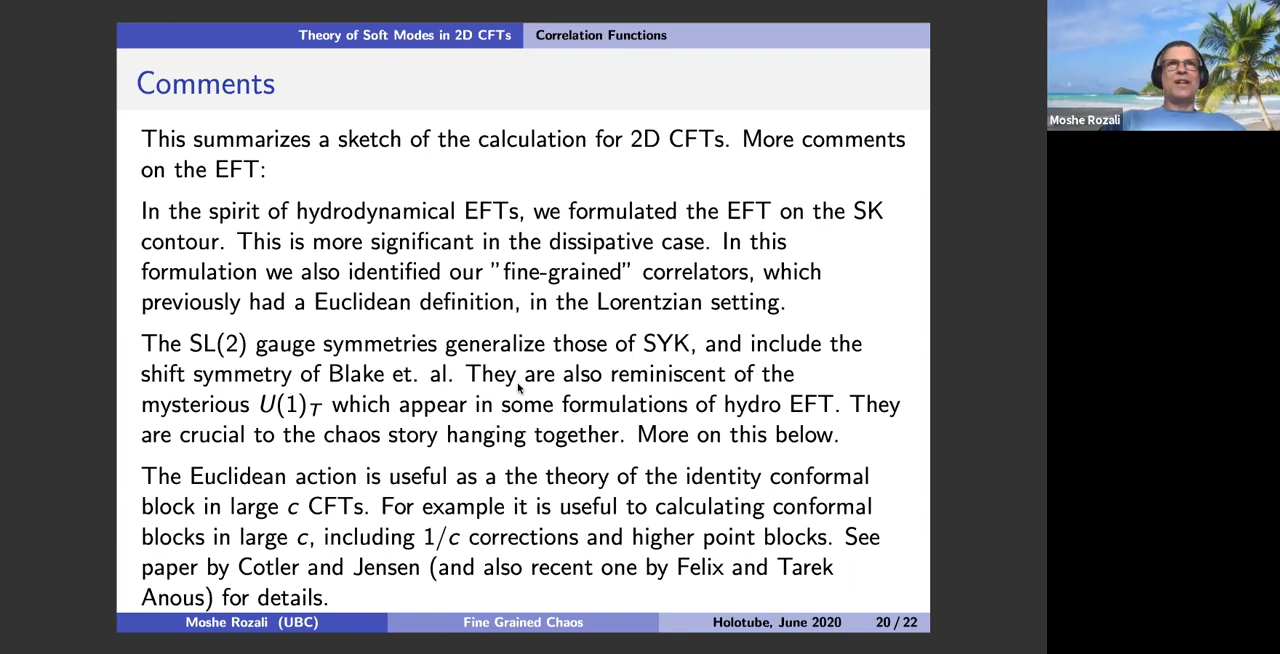 Theory of Soft Modes in 2D CFTs Correlation Functions
Comments
This summarizes a sketch of the calculation for 2D CFTs. More comments
on the EFT:
In the spirit of hydrodynamical EFTs, we formulated the EFT on the SK
contour. This is more significant in the dissipative case. In this
formulation we also identified our "fine-grained" correlators, which
previously had a Euclidean definition, in the Lorentzian setting.
The SL(2) gauge symmetries generalize those of SYK, and include the
shift symmetry of Blake et. al. They are also reminiscent of the
mysterious U(1)_T which appear in some formulations of hydro EFT. They
are crucial to the chaos story hanging together. More on this below.
The Euclidean action is useful as a the theory of the identity conformal
block in large c CFTs. For example it is useful to calculating conformal
blocks in large c, including 1/c corrections and higher point blocks. See
paper by Cotler and Jensen (and also recent one by Felix and Tarek
Anous) for details.
Moshe Rozali (UBC) Fine Grained Chaos Holotube, June 2020 20 / 22
Moshe Rozali